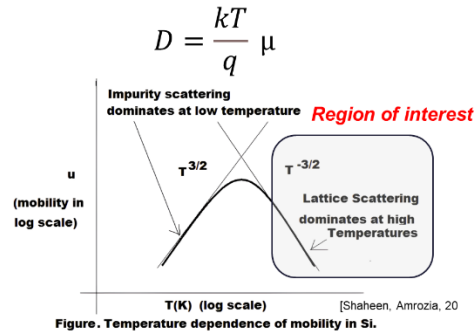 D = kT/q μ
Impurity scattering
dominates at low temperature
Region of interest
T^3/2
T^-3/2
u
(mobility in
log scale)
Lattice Scattering
dominates at high
Temperatures
T(K) (log scale)
[Shaheen, Amrozia, 20
Figure. Temperature dependence of mobility in Si.